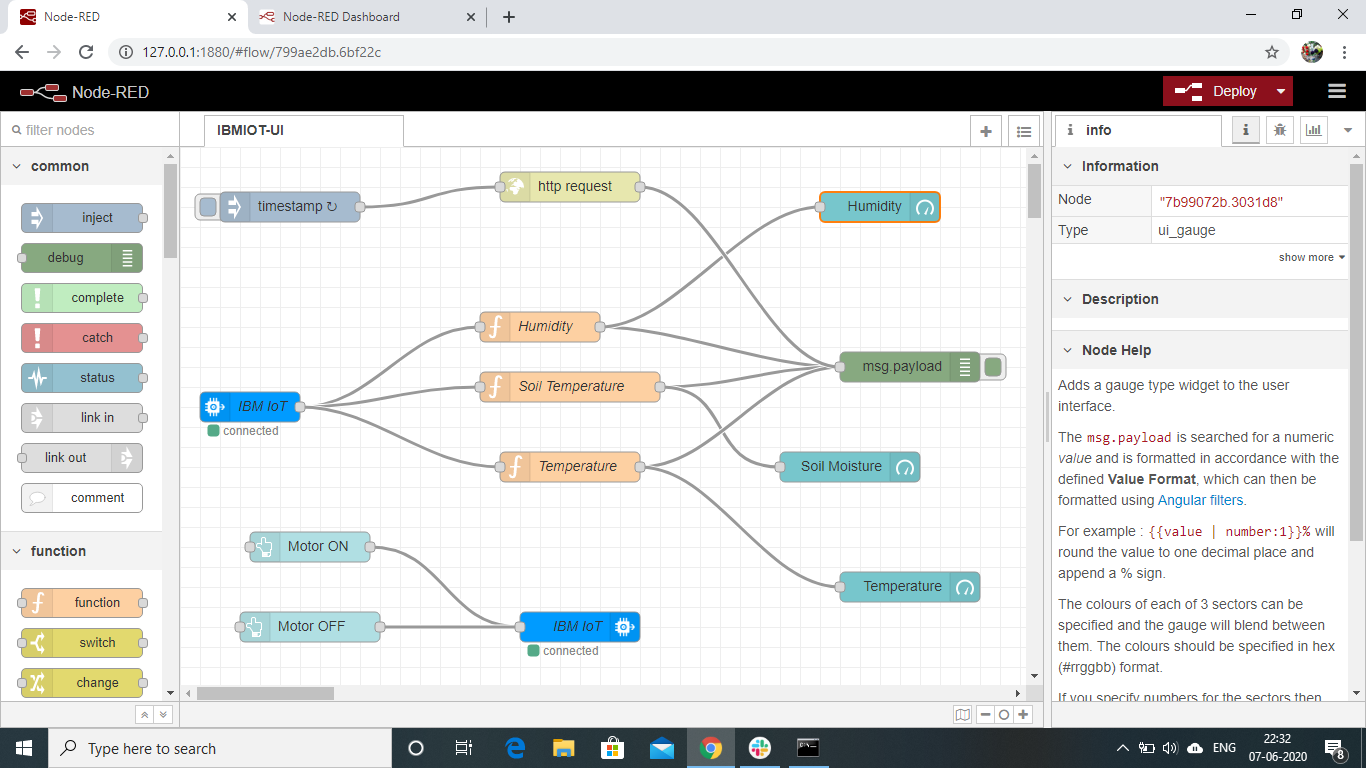 Node-RED
Node-RED Dashboard
127.0.0.1:1880/#flow/799ae2db.6bf22c
Node-RED
Deploy
filter nodes
common
inject
debug
complete
catch
status
link in
link out
comment
function
function
switch
change
IBMIOT-UI
timestamp ↻
http request
Humidity
Humidity
msg.payload
Soil Temperature
IBM IoT
connected
Temperature
Soil Moisture
Motor ON
Temperature
Motor OFF
IBM IoT
connected
info
Information
Node "7b99072b.3031d8"
Type ui_gauge
show more
Description
Node Help
Adds a gauge type widget to the user
interface.
The msg.payload is searched for a numeric
value and is formatted in accordance with the
defined Value Format, which can then be
formatted using Angular filters.
For example : {{value | number:1}}% will
round the value to one decimal place and
append a % sign.
The colours of each of 3 sectors can be
specified and the gauge will blend between
them. The colours should be specified in hex
(#rrggbb) format.
If you specify numbers for the sectors then
Type here to search
ENG
22:32
07-06-2020
8